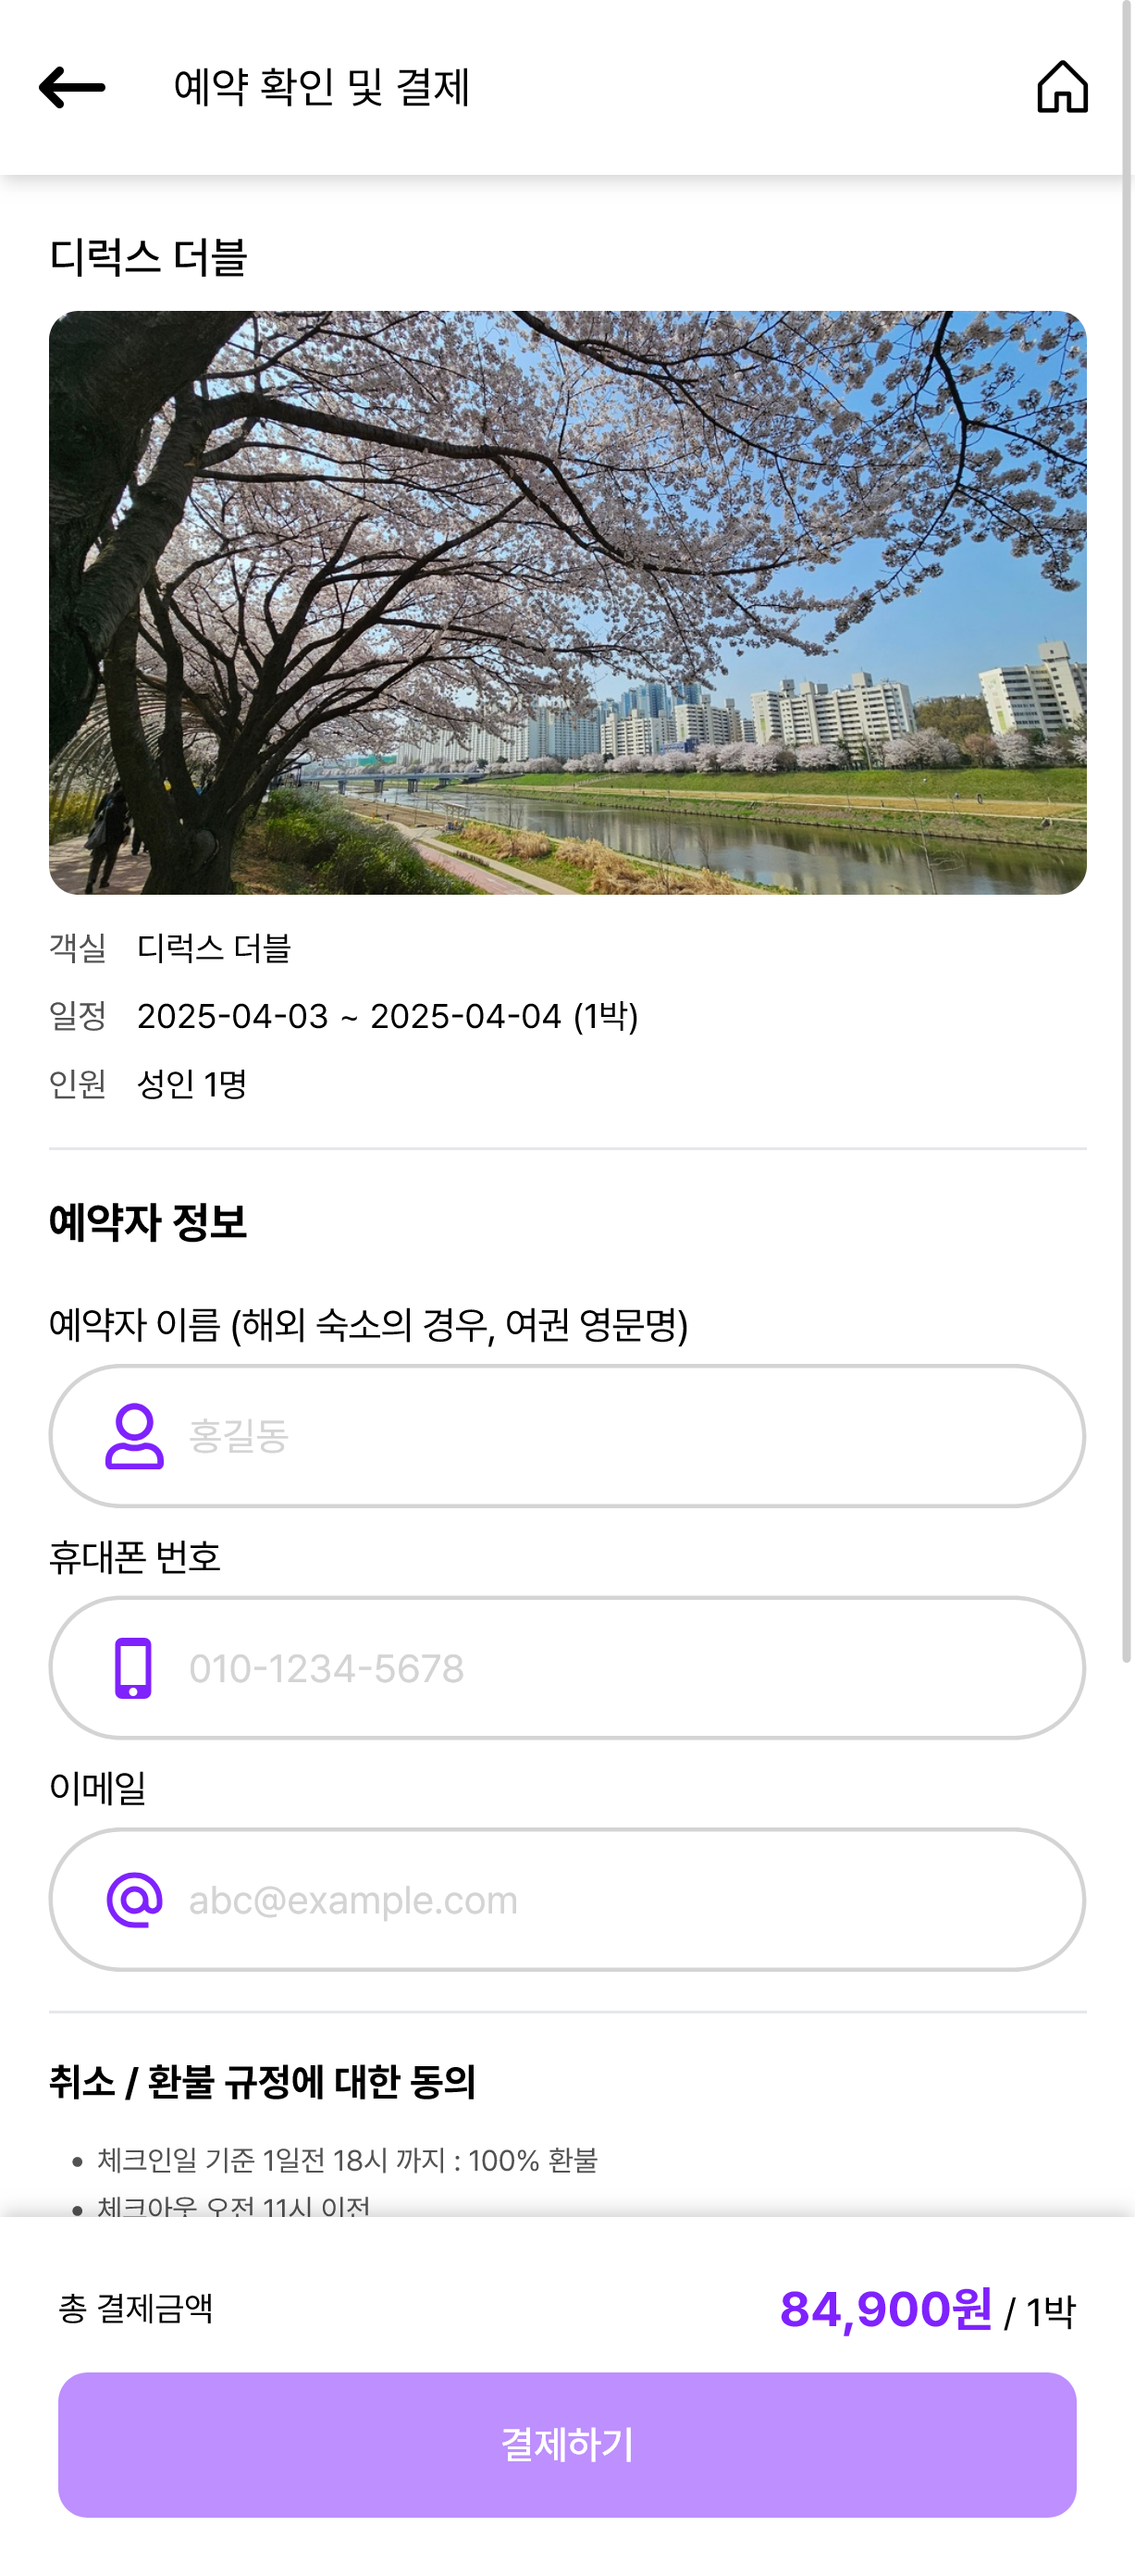 예약 확인 및 결제
디럭스 더블
객실 디럭스 더블
일정 2025-04-03 ~ 2025-04-04 (1박)
인원 성인 1명
예약자 정보
예약자 이름 (해외 숙소의 경우, 여권 영문명)
홍길동
휴대폰 번호
010-1234-5678
이메일
abc@example.com
취소 / 환불 규정에 대한 동의
• 체크인일 기준 1일전 18시 까지 : 100% 환불
• 체크아웃 오전 11시 이전
총 결제금액 84,900원 / 1박
결제하기